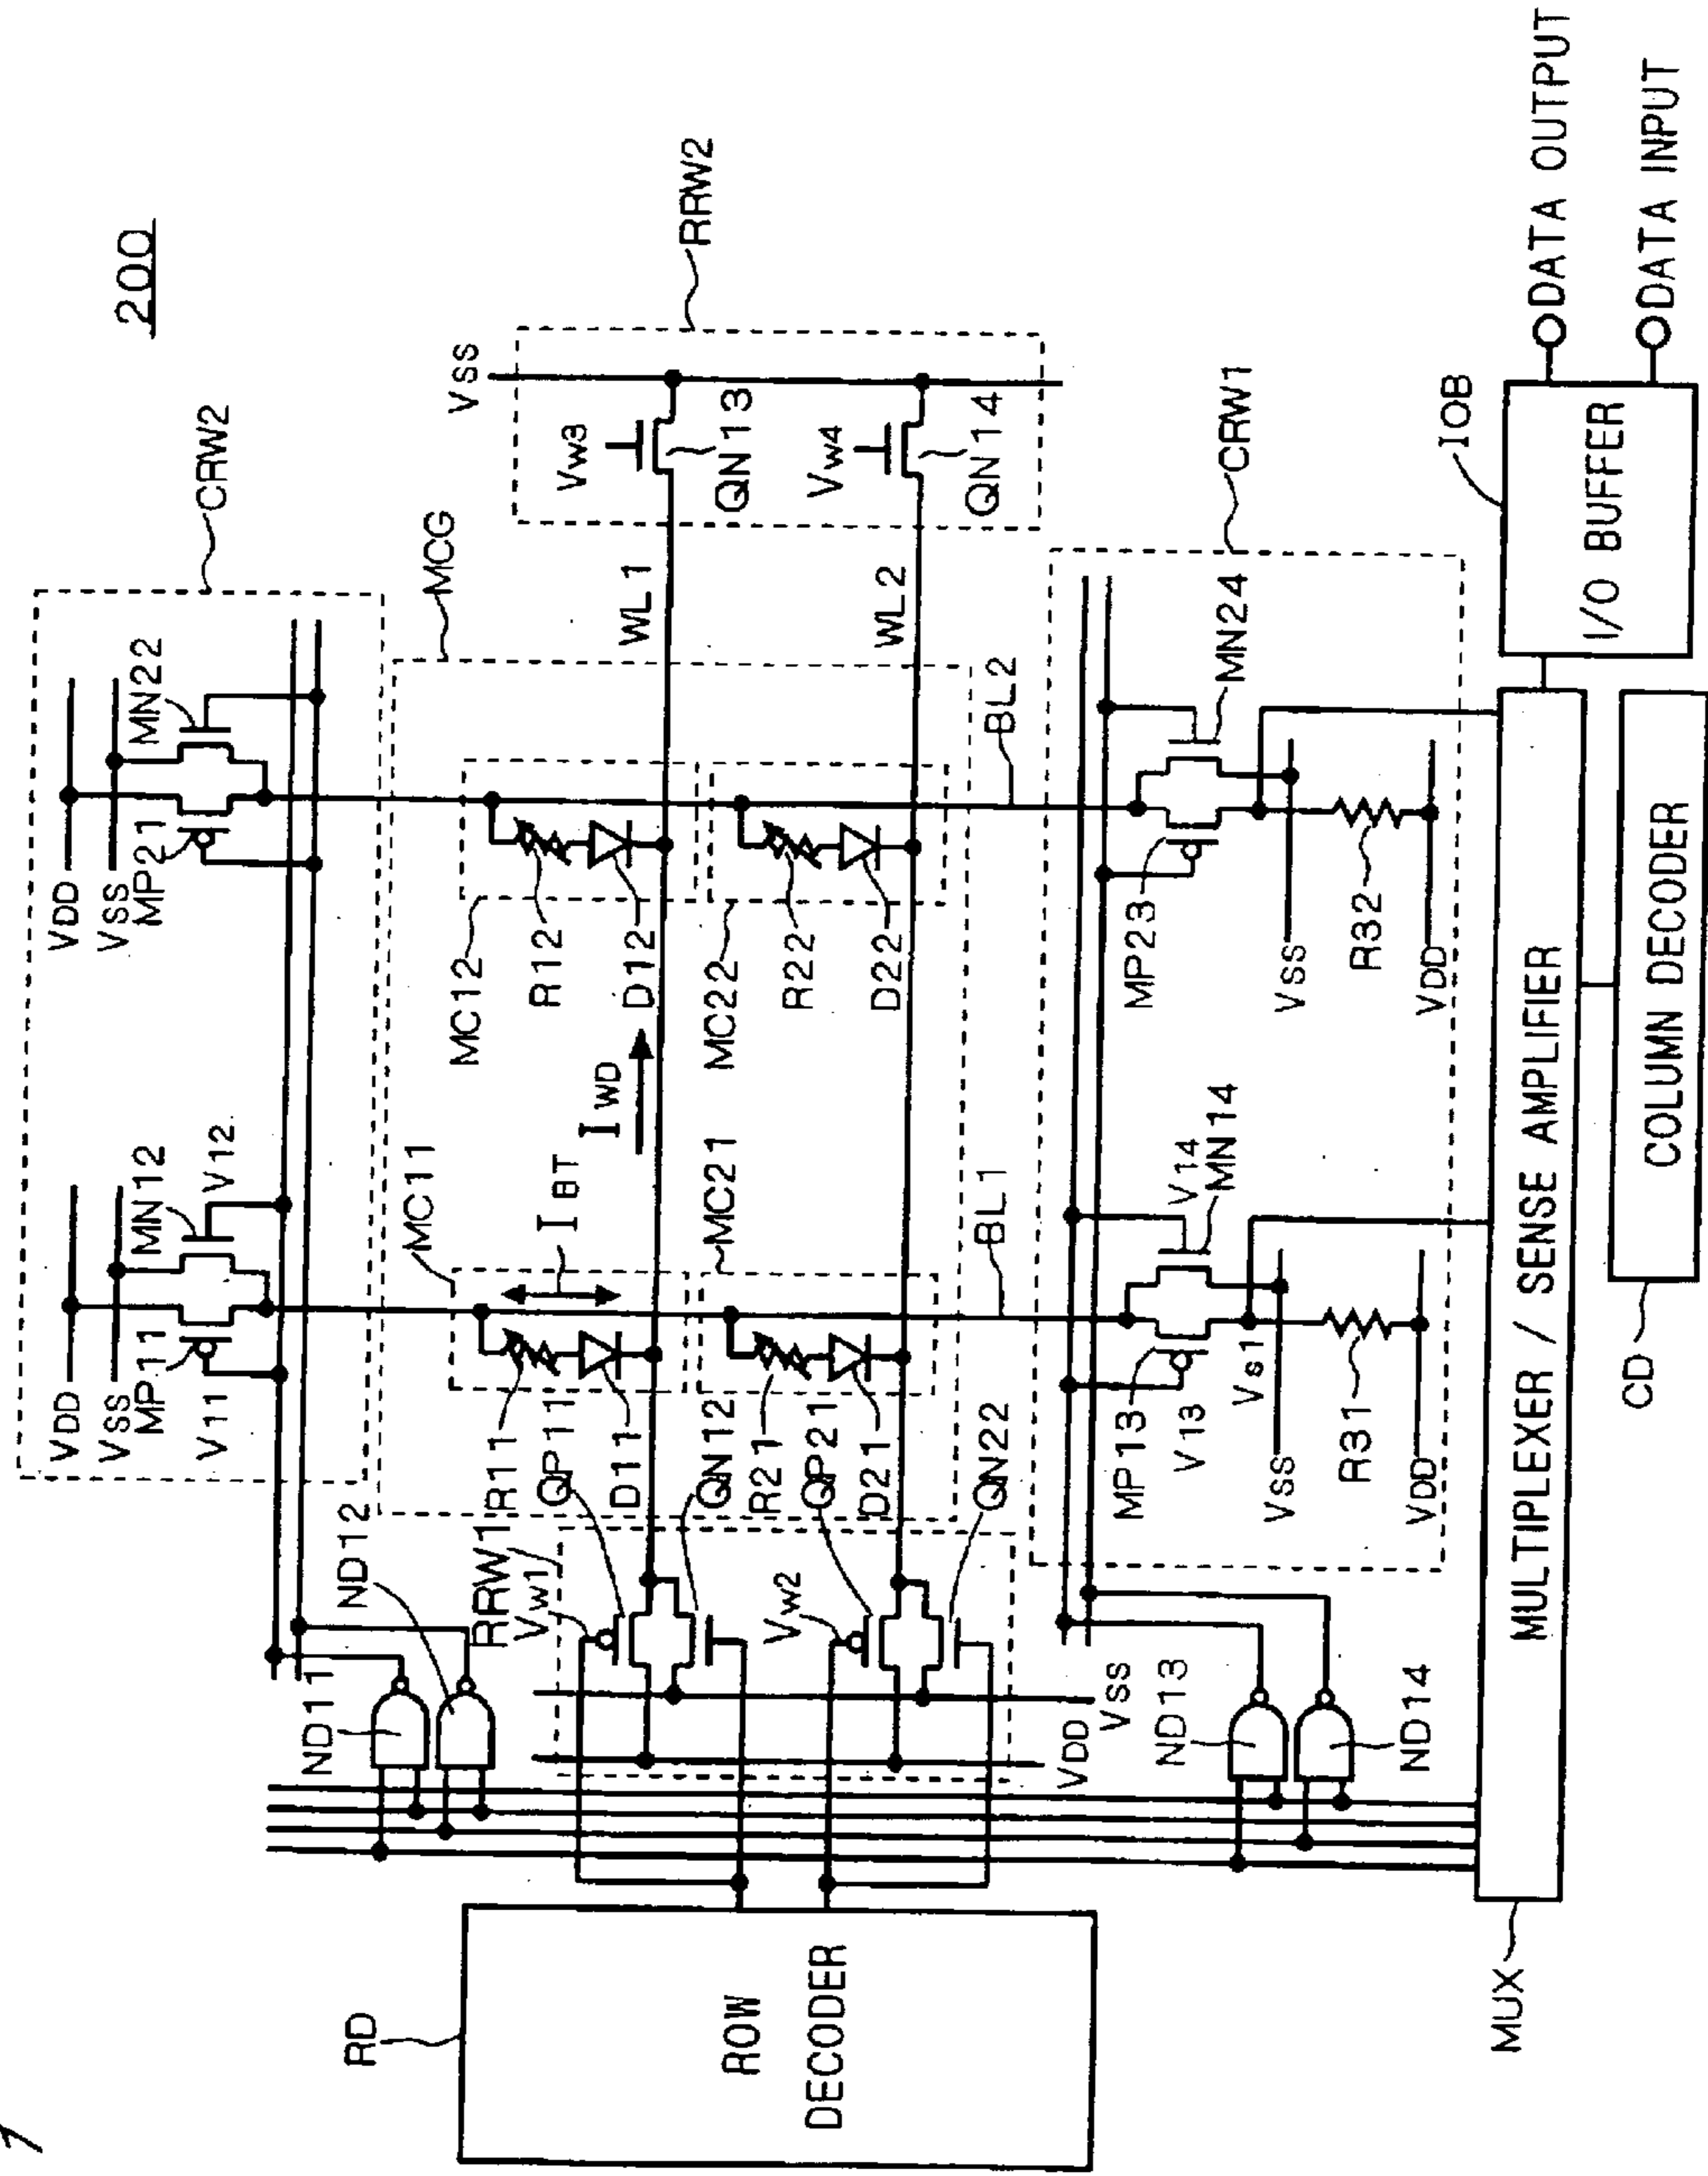 7
200
CRW2
VDD
VSS
MP11
V11
MN12
V12
VDD
VSS
MP21
MN22
ND11
ND12
MCG
MC11
R11
D11
IBT
IWD
MC12
R12
D12
WL1
VSS
RRW2
Vw3
QN13
RRW1
Vw1
QP11
QN12
MC21
R21
D21
MC22
R22
D22
WL2
Vw4
QN14
Vw2
QP21
QN22
VDD
VSS
RD
ROW
DECODER
BL1
BL2
CRW1
ND13
ND14
MP13
V13
V14
MN14
Vs1
VSS
R31
VDD
MP23
MN24
VSS
R32
VDD
MUX
MULTIPLEXER / SENSE AMPLIFIER
IOB
I/O BUFFER
DATA OUTPUT
DATA INPUT
CD
COLUMN DECODER